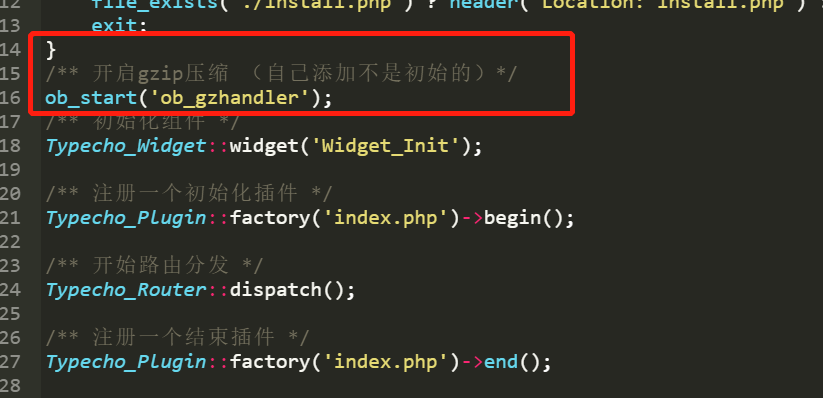 12 file_exists('./install.php') ? header('Location: install.php')
13 exit;
14 }
15 /** 开启gzip压缩 （自己添加不是初始的）*/
16 ob_start('ob_gzhandler');
17 /** 初始化组件 */
18 Typecho_Widget::widget('Widget_Init');
19
20 /** 注册一个初始化插件 */
21 Typecho_Plugin::factory('index.php')->begin();
22
23 /** 开始路由分发 */
24 Typecho_Router::dispatch();
25
26 /** 注册一个结束插件 */
27 Typecho_Plugin::factory('index.php')->end();
28